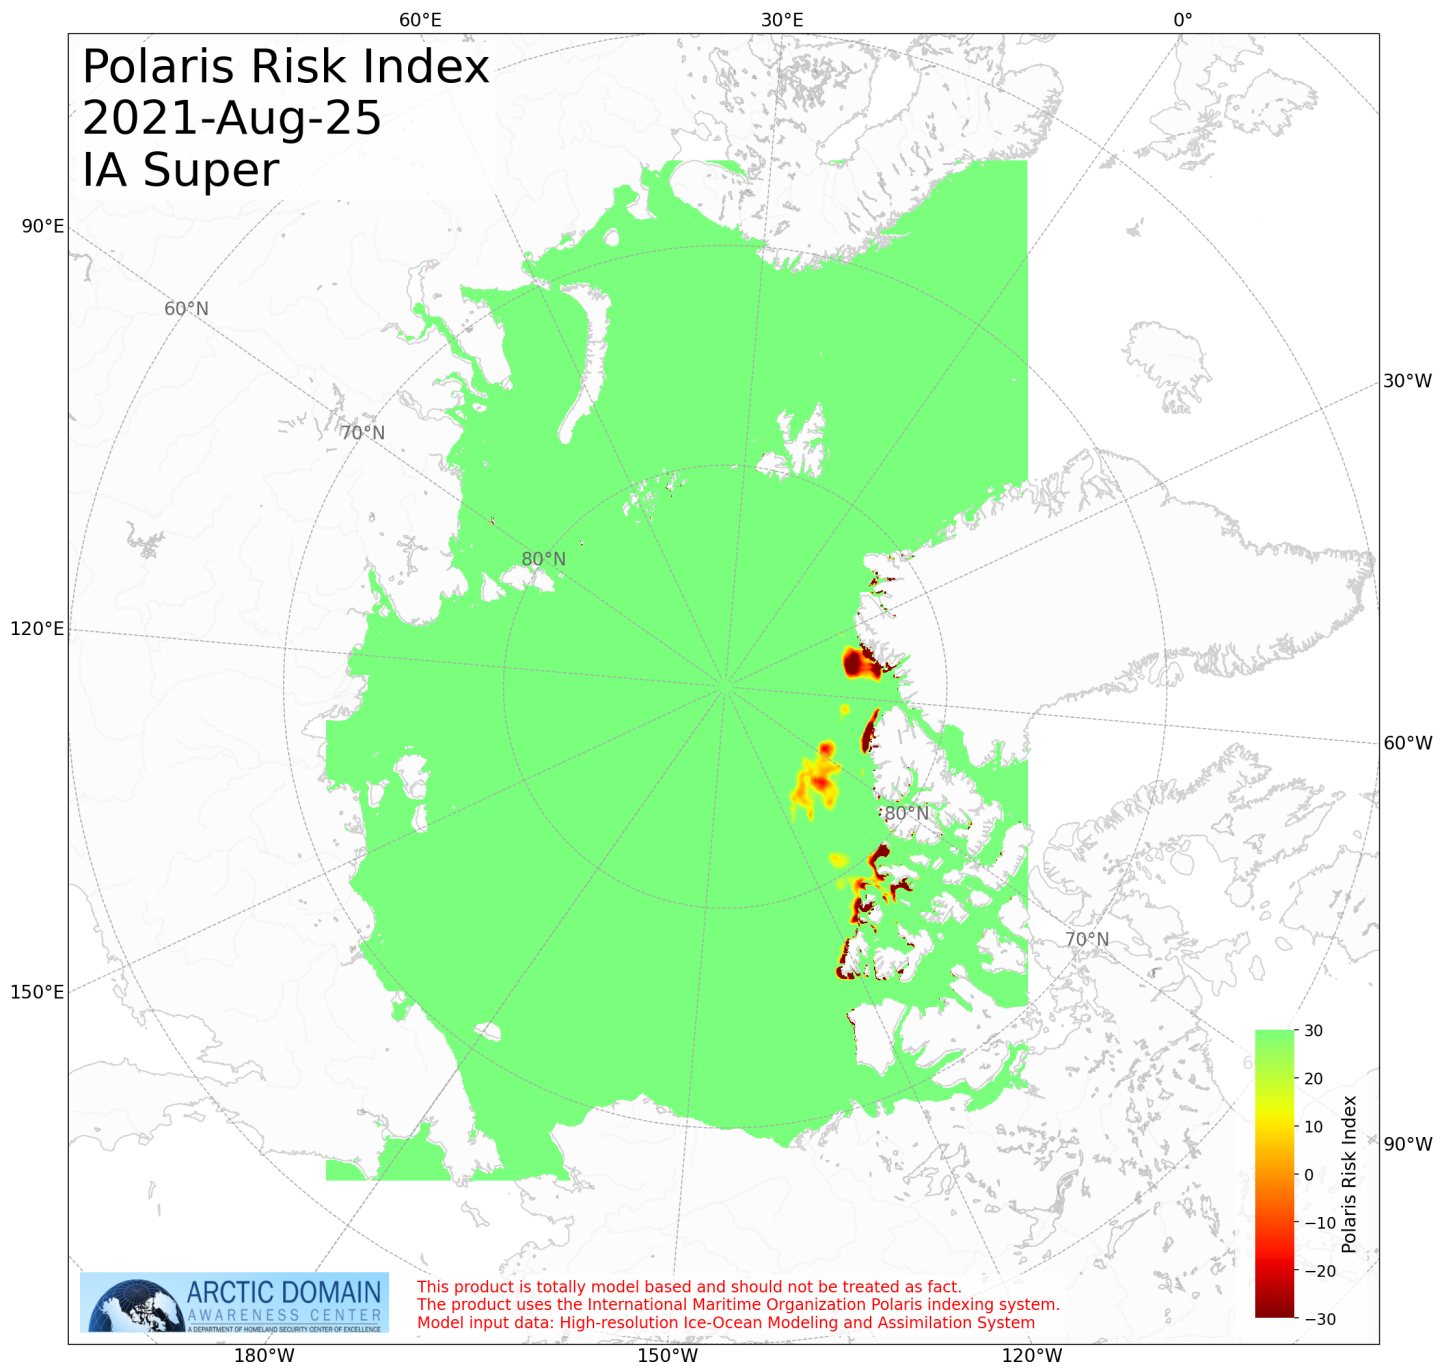 60°E 30°E 0°
Polaris Risk Index
2021-Aug-25
IA Super
90°E
60°N
30°W
70°N
80°N
120°E
60°W
80°N
70°N
150°E
30
20
10
0
−10
−20
−30
Polaris Risk Index
90°W
ARCTIC DOMAIN
AWARENESS CENTER
A DEPARTMENT OF HOMELAND SECURITY CENTER OF EXCELLENCE
This product is totally model based and should not be treated as fact.
The product uses the International Maritime Organization Polaris indexing system.
Model input data: High-resolution Ice-Ocean Modeling and Assimilation System
180°W 150°W 120°W